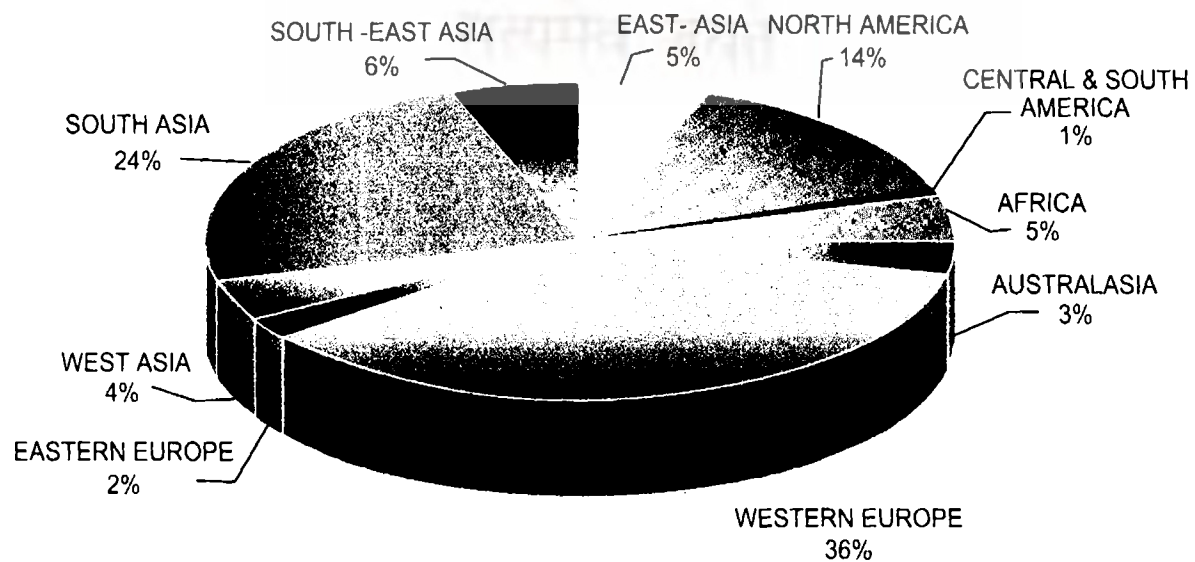 SOUTH -EAST ASIA
6%
EAST- ASIA
5%
NORTH AMERICA
14%
CENTRAL & SOUTH
AMERICA
1%
SOUTH ASIA
24%
AFRICA
5%
AUSTRALASIA
3%
WEST ASIA
4%
EASTERN EUROPE
2%
WESTERN EUROPE
36%